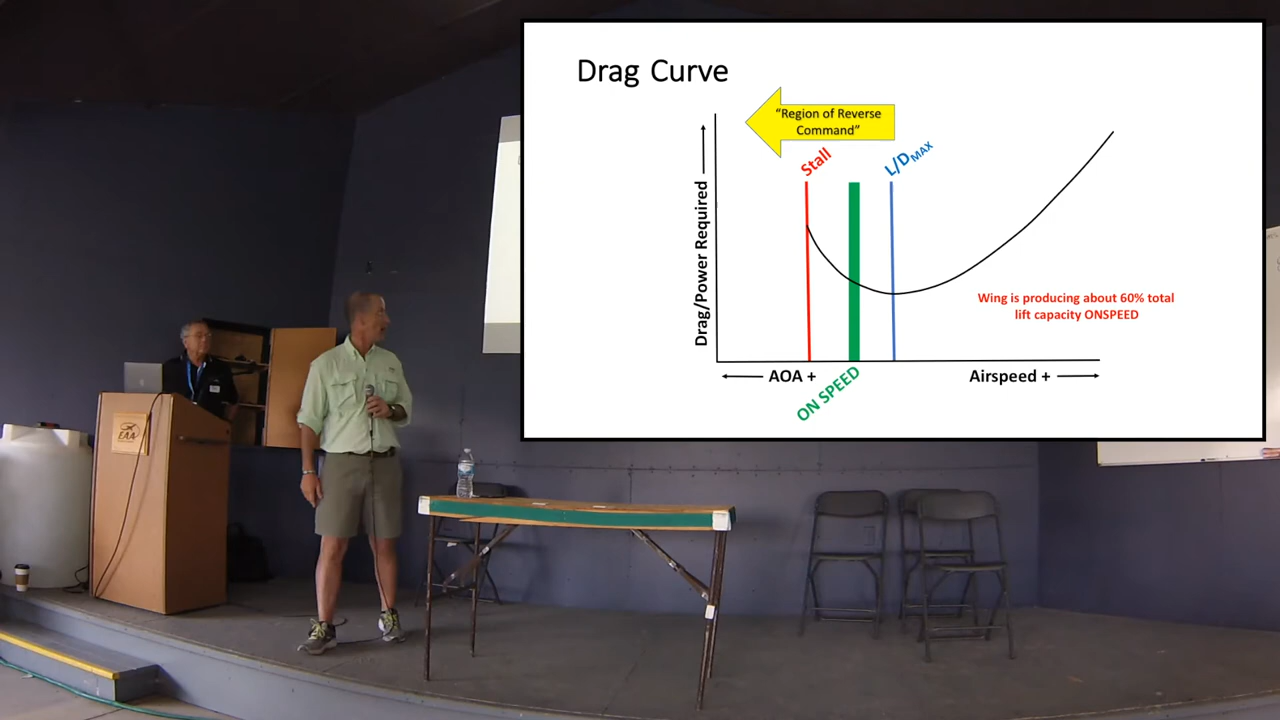 Drag Curve
“Region of Reverse
Command”
Stall
L/DMAX
Drag/Power Required
Wing is producing about 60% total
lift capacity ONSPEED
AOA +
Airspeed +
ON SPEED
EAA